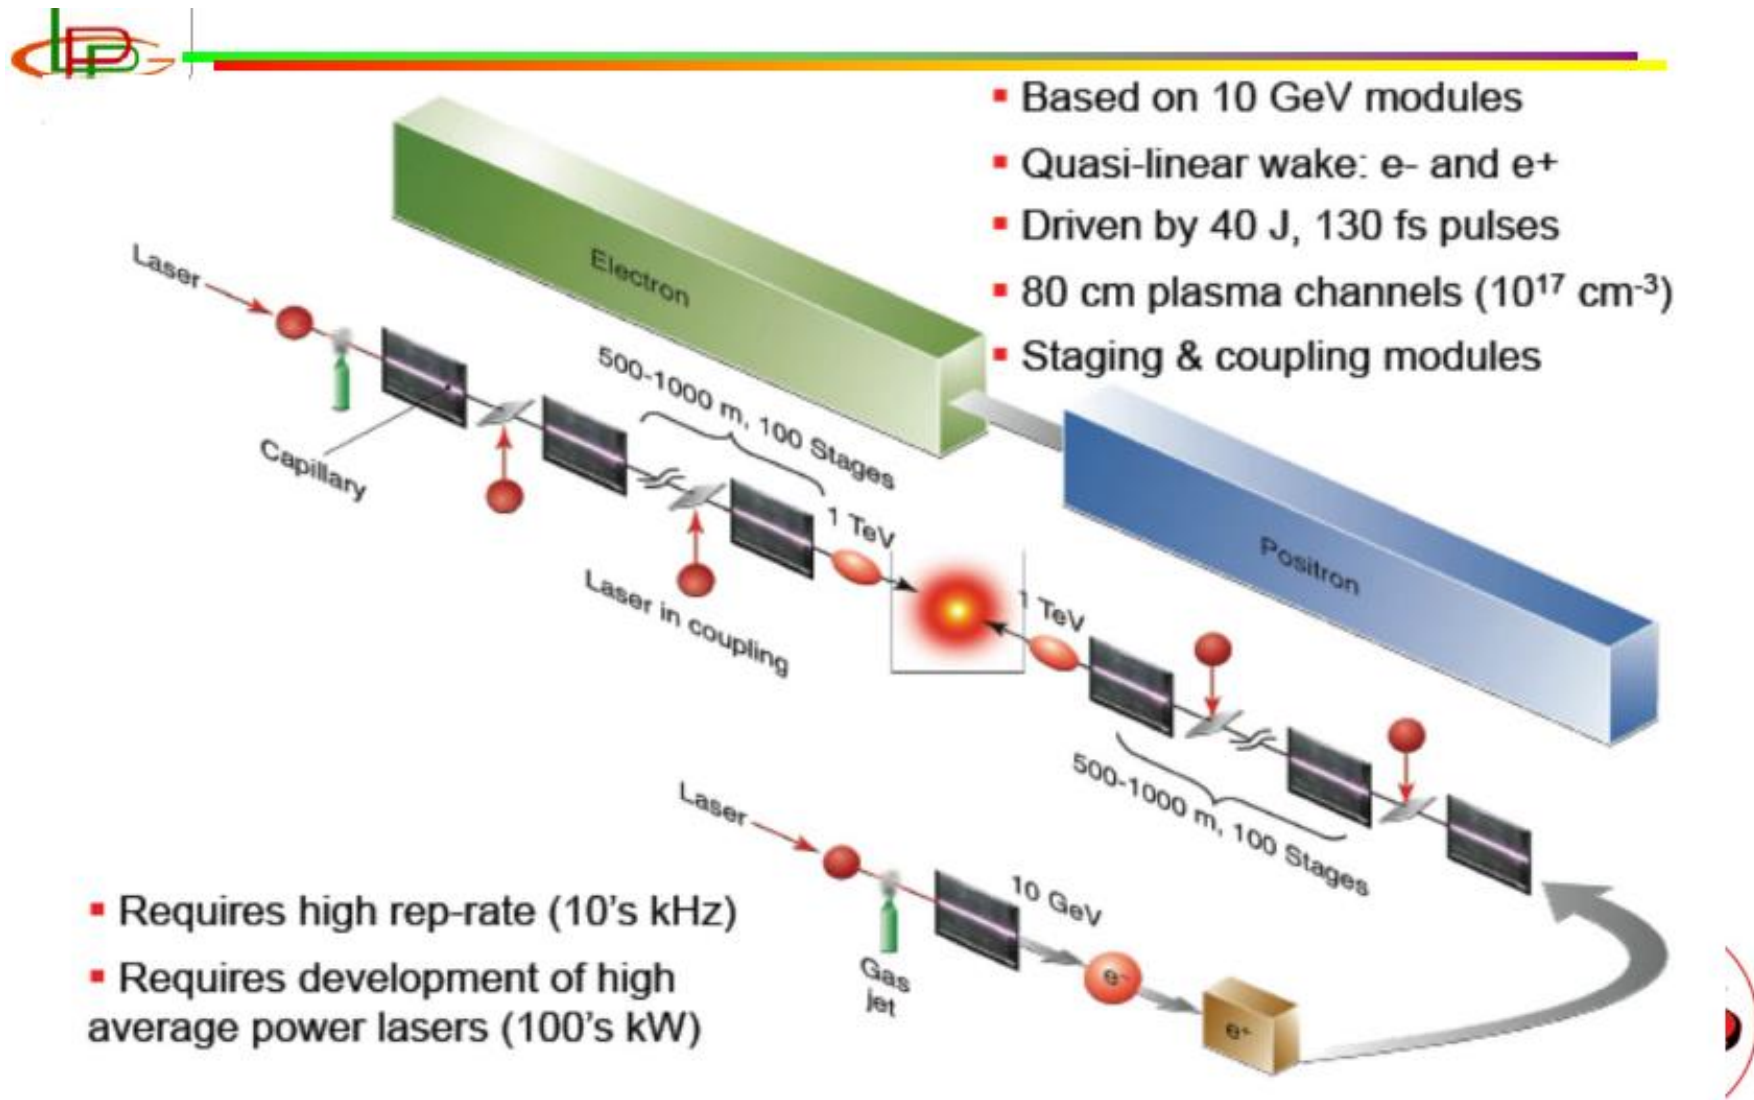 LPPG
▪ Based on 10 GeV modules
▪ Quasi-linear wake: e- and e+
▪ Driven by 40 J, 130 fs pulses
▪ 80 cm plasma channels (10¹⁷ cm⁻³)
▪ Staging & coupling modules
Electron
Laser
500-1000 m, 100 Stages
Capillary
1 TeV
Laser in coupling
Positron
1 TeV
500-1000 m, 100 Stages
Laser
10 GeV
Gas
jet
e⁻
e⁺
▪ Requires high rep-rate (10's kHz)
▪ Requires development of high
average power lasers (100's kW)